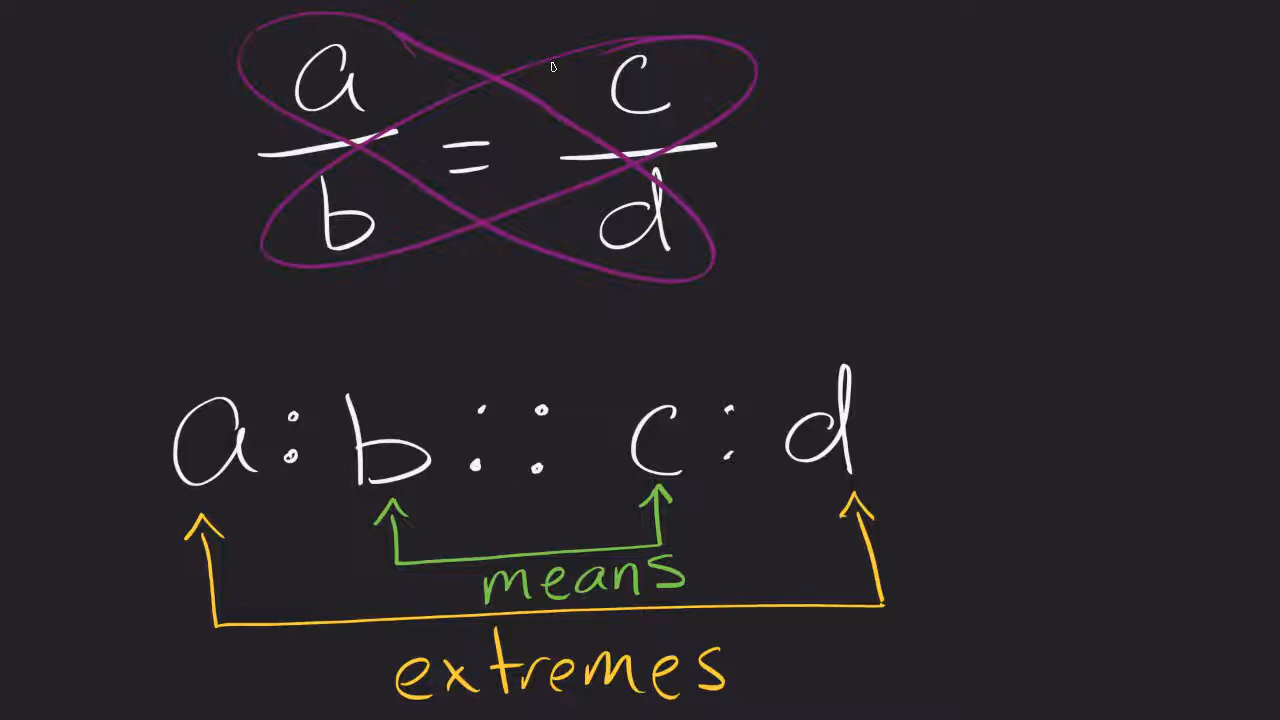 a/b = c/d
a : b :: c : d
means
extremes